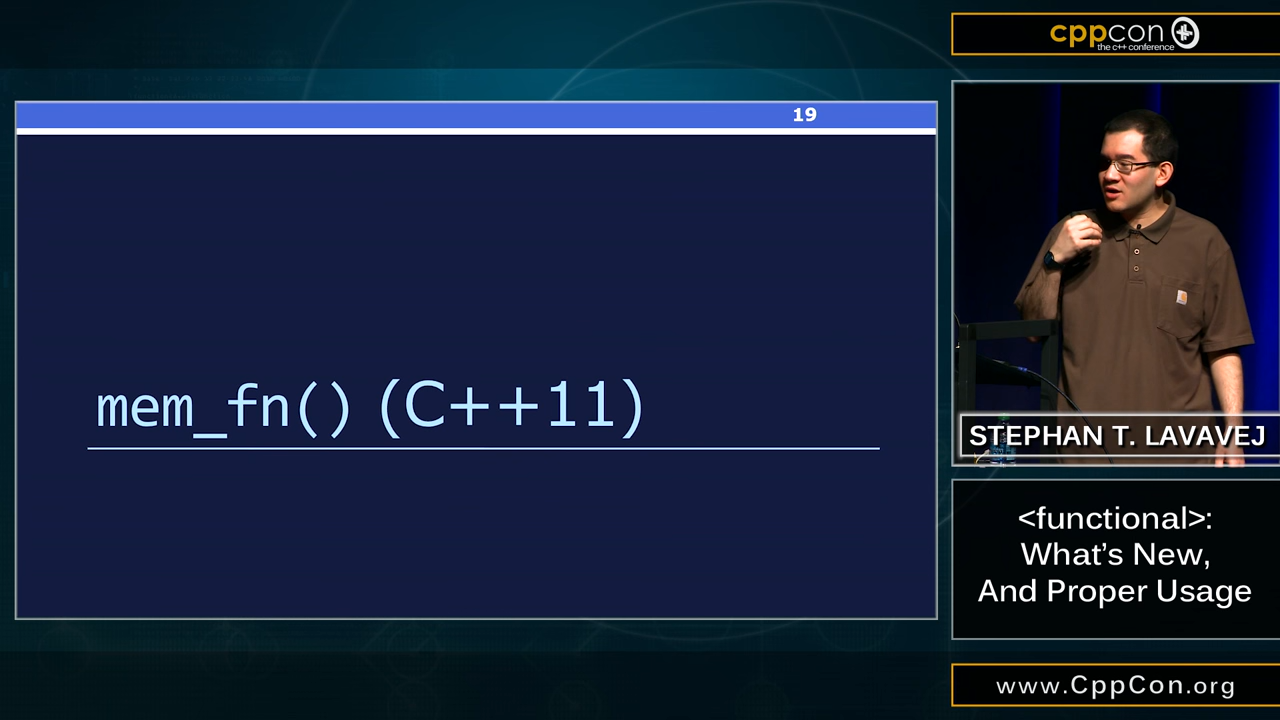 cppcon
the c++ conference
19
mem_fn() (C++11)
STEPHAN T. LAVAVEJ
<functional>:
What's New,
And Proper Usage
www.CppCon.org